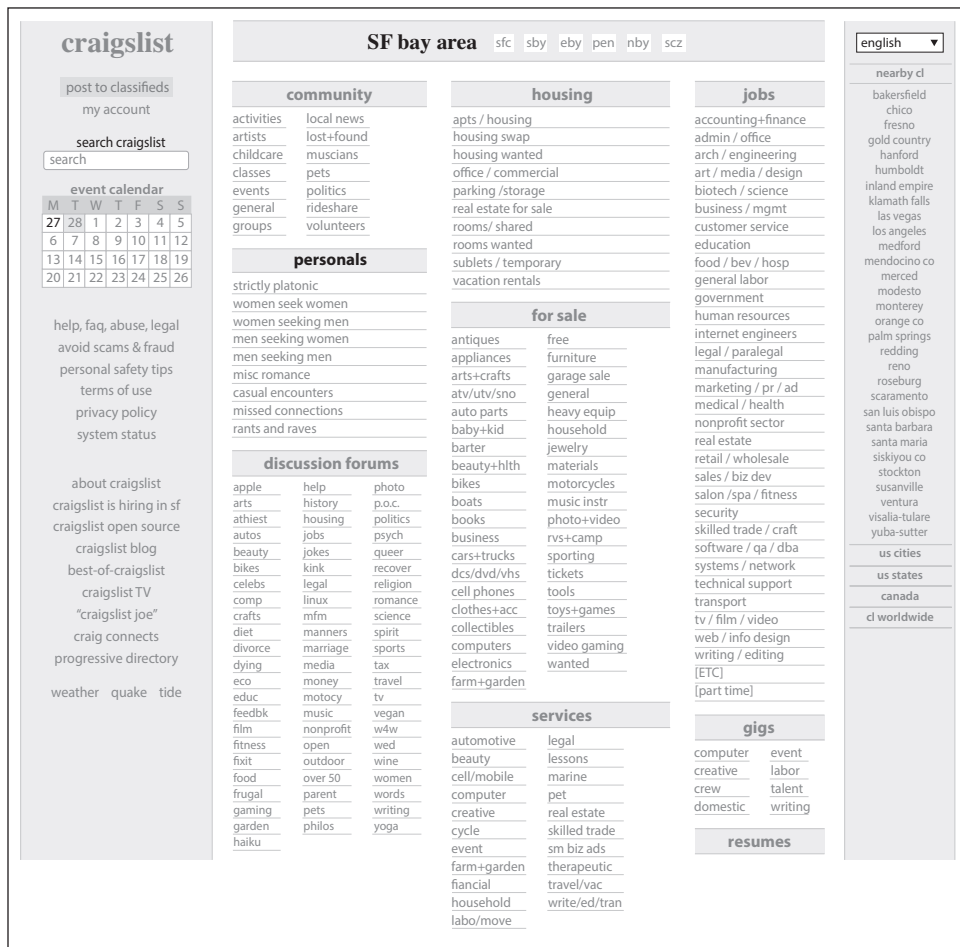 craigslist
post to classifieds
my account
search craigslist
search
event calendar
M T W T F S S
27 28 1 2 3 4 5
6 7 8 9 10 11 12
13 14 15 16 17 18 19
20 21 22 23 24 25 26
help, faq, abuse, legal
avoid scams & fraud
personal safety tips
terms of use
privacy policy
system status
about craigslist
craigslist is hiring in sf
craigslist open source
craigslist blog
best-of-craigslist
craigslist TV
“craigslist joe”
craig connects
progressive directory
weather quake tide
SF bay area sfc sby eby pen nby scz
community
activities local news
artists lost+found
childcare muscians
classes pets
events politics
general rideshare
groups volunteers
personals
strictly platonic
women seek women
women seeking men
men seeking women
men seeking men
misc romance
casual encounters
missed connections
rants and raves
discussion forums
apple help photo
arts history p.o.c.
athiest housing politics
autos jobs psych
beauty jokes queer
bikes kink recover
celebs legal religion
comp linux romance
crafts mfm science
diet manners spirit
divorce marriage sports
dying media tax
eco money travel
educ motocy tv
feedbk music vegan
film nonprofit w4w
fitness open wed
fixit outdoor wine
food over 50 women
frugal parent words
gaming pets writing
garden philos yoga
haiku
housing
apts / housing
housing swap
housing wanted
office / commercial
parking /storage
real estate for sale
rooms/ shared
rooms wanted
sublets / temporary
vacation rentals
for sale
antiques free
appliances furniture
arts+crafts garage sale
atv/utv/sno general
auto parts heavy equip
baby+kid household
barter jewelry
beauty+hlth materials
bikes motorcycles
boats music instr
books photo+video
business rvs+camp
cars+trucks sporting
dcs/dvd/vhs tickets
cell phones tools
clothes+acc toys+games
collectibles trailers
computers video gaming
electronics wanted
farm+garden
services
automotive legal
beauty lessons
cell/mobile marine
computer pet
creative real estate
cycle skilled trade
event sm biz ads
farm+garden therapeutic
fiancial travel/vac
household write/ed/tran
labo/move
jobs
accounting+finance
admin / office
arch / engineering
art / media / design
biotech / science
business / mgmt
customer service
education
food / bev / hosp
general labor
government
human resources
internet engineers
legal / paralegal
manufacturing
marketing / pr / ad
medical / health
nonprofit sector
real estate
retail / wholesale
sales / biz dev
salon /spa / fitness
security
skilled trade / craft
software / qa / dba
systems / network
technical support
transport
tv / film / video
web / info design
writing / editing
[ETC]
[part time]
gigs
computer event
creative labor
crew talent
domestic writing
resumes
english
nearby cl
bakersfield
chico
fresno
gold country
hanford
humboldt
inland empire
klamath falls
las vegas
los angeles
medford
mendocino co
merced
modesto
monterey
orange co
palm springs
redding
reno
roseburg
scaramento
san luis obispo
santa barbara
santa maria
siskiyou co
stockton
susanville
ventura
visalia-tulare
yuba-sutter
us cities
us states
canada
cl worldwide